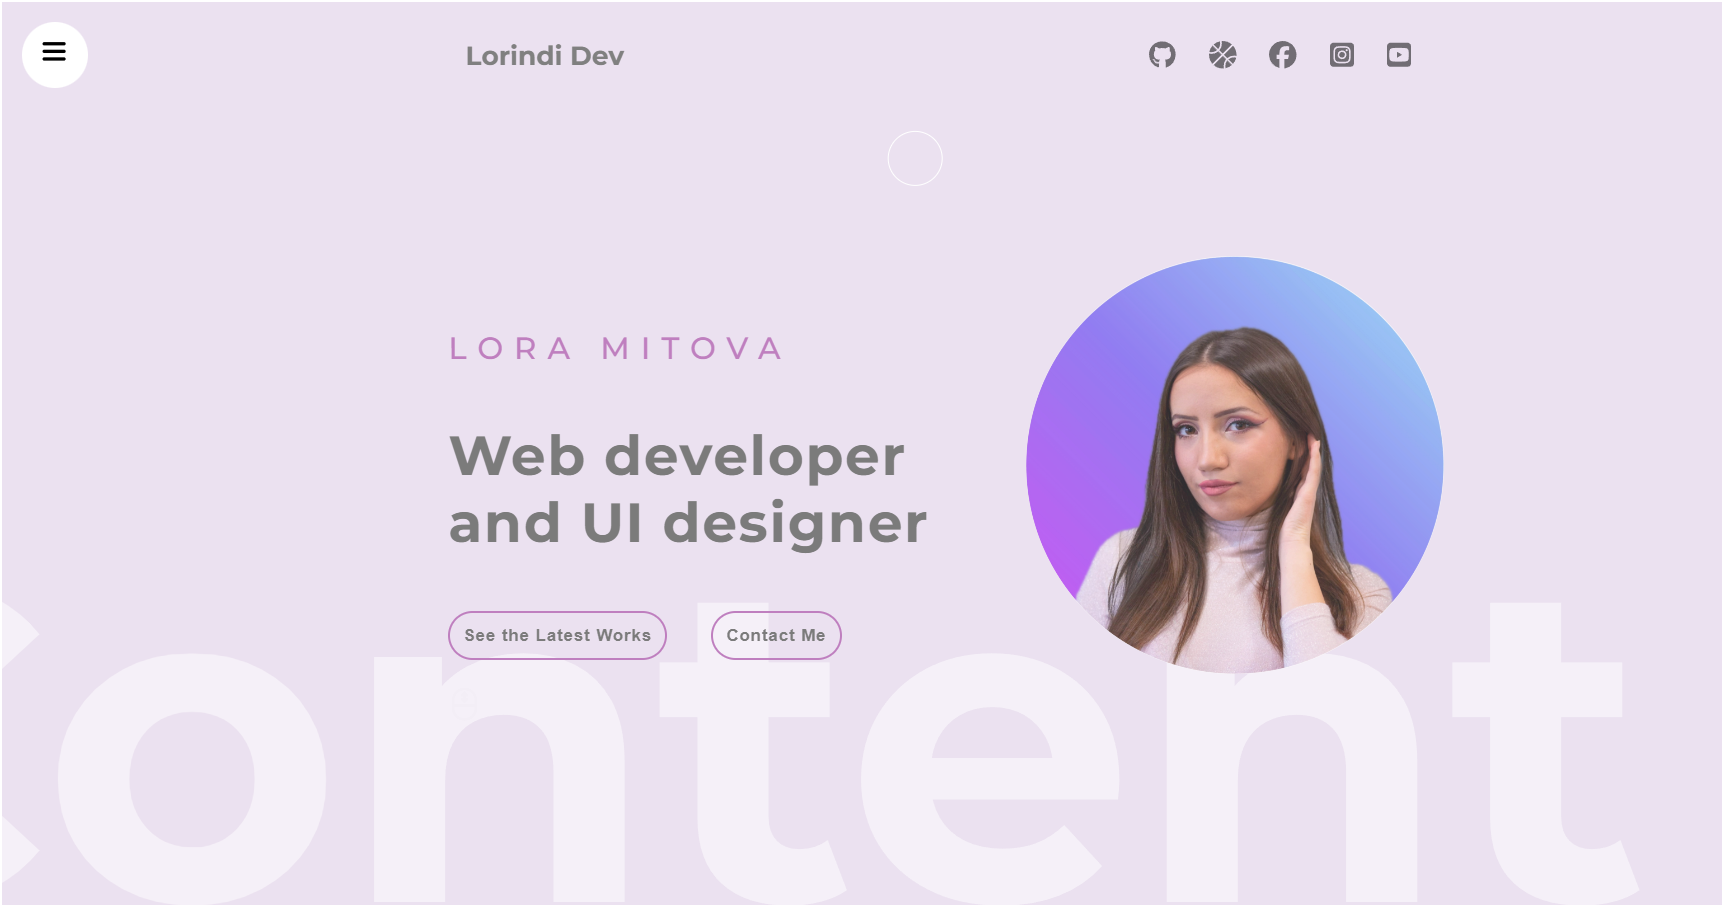 Lorindi Dev
LORA MITOVA
Web developer
and UI designer
See the Latest Works
Contact Me
Content